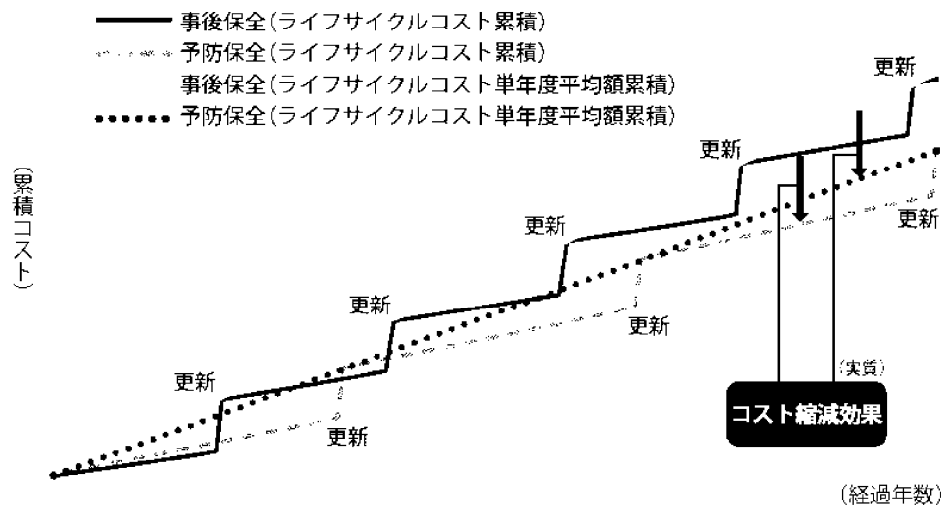 事後保全(ライフサイクルコスト累積)
予防保全(ライフサイクルコスト累積)
事後保全(ライフサイクルコスト単年度平均額累積)
予防保全(ライフサイクルコスト単年度平均額累積)
(累積コスト)
更新
更新
更新
更新
更新
更新
更新
更新
(実質)
コスト縮減効果
(経過年数)